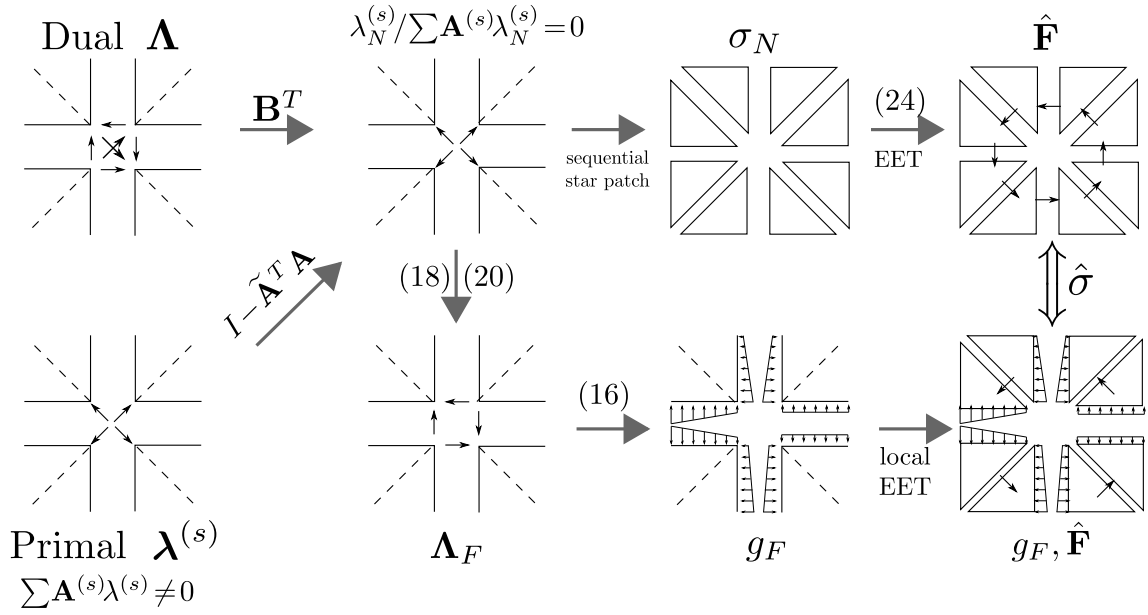 Dual 𝚲
λ_N^{(s)}/∑𝐀^{(s)}λ_N^{(s)}=0
σ_N
𝐅̂
𝐁^T
sequential
star patch
(24)
EET
I−𝐀̃^T𝐀
(18) (20)
σ̂
(16)
local
EET
Primal 𝛌^{(s)}
∑𝐀^{(s)}λ^{(s)}≠0
𝚲_F
g_F
g_F, 𝐅̂